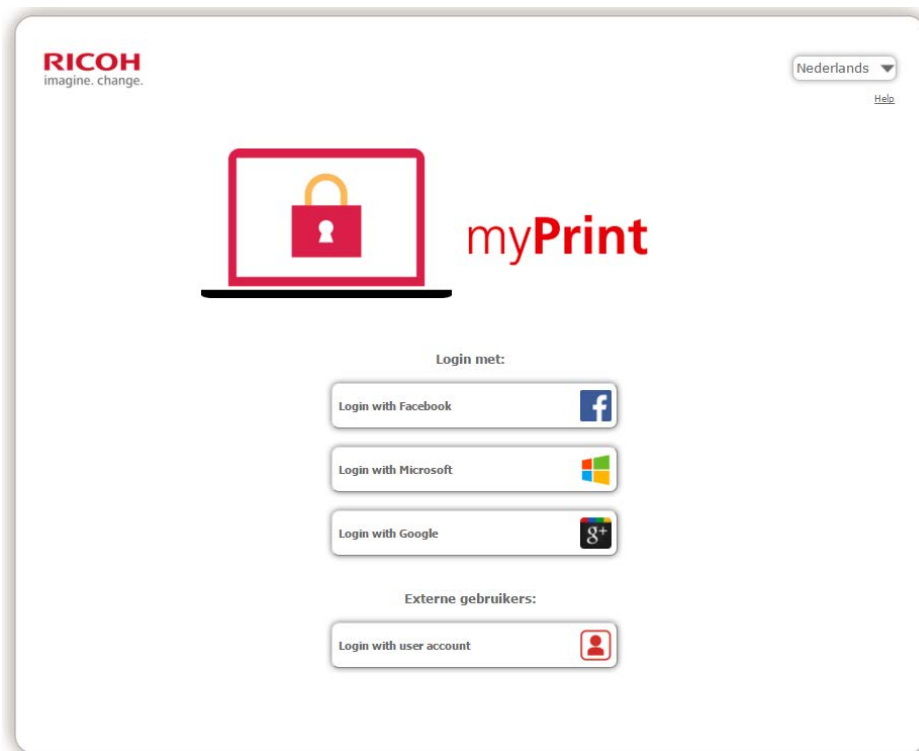 RICOH
imagine. change.
Nederlands
Help
myPrint
Login met:
Login with Facebook
Login with Microsoft
Login with Google
g+
Externe gebruikers:
Login with user account